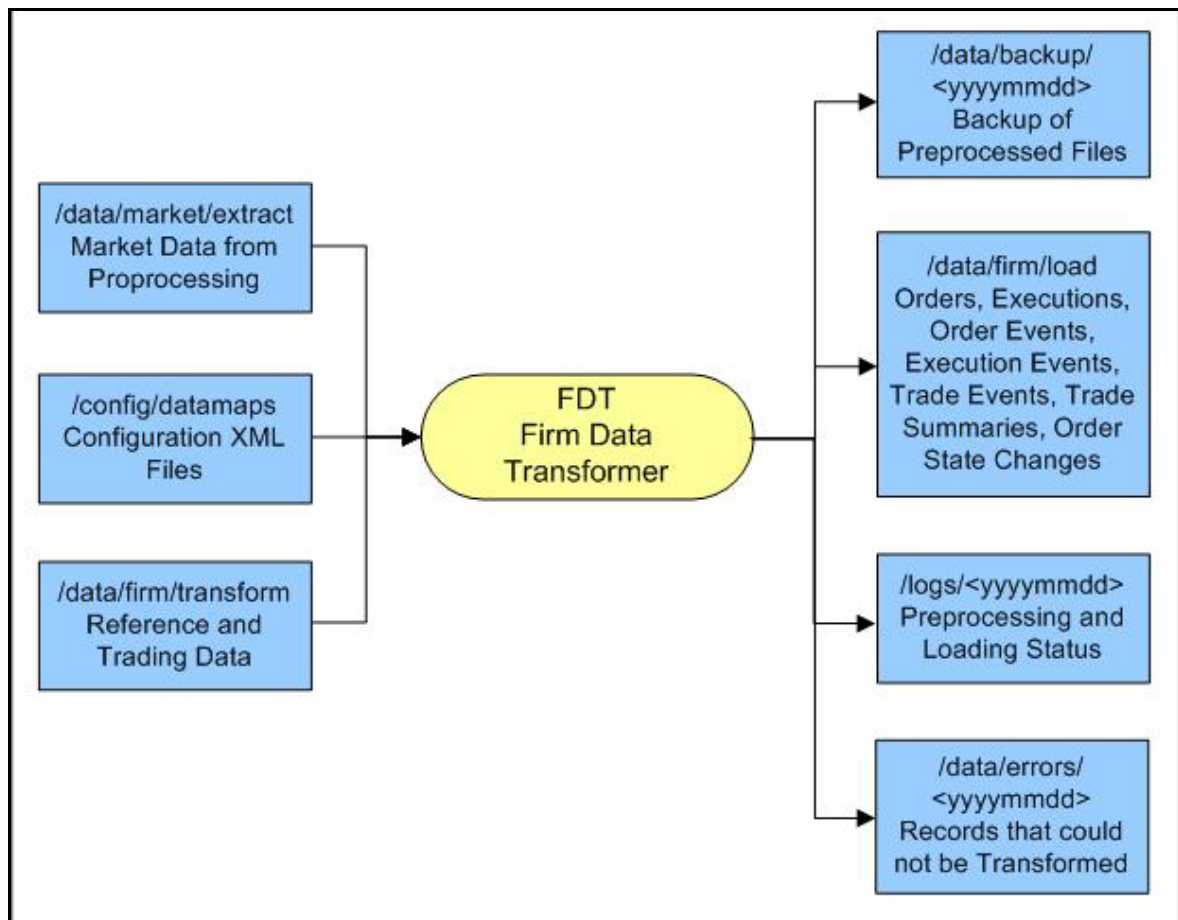 /data/market/extract
Market Data from
Proprocessing
/config/datamaps
Configuration XML
Files
/data/firm/transform
Reference and
Trading Data
FDT
Firm Data
Transformer
/data/backup/
<yyyymmdd>
Backup of
Preprocessed Files
/data/firm/load
Orders, Executions,
Order Events,
Execution Events,
Trade Events, Trade
Summaries, Order
State Changes
/logs/<yyyymmdd>
Preprocessing and
Loading Status
/data/errors/
<yyyymmdd>
Records that could
not be Transformed